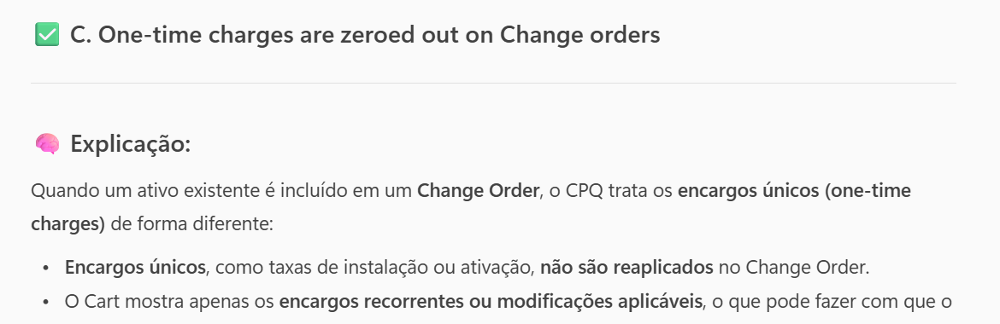 ✅ C. One-time charges are zeroed out on Change orders
🧠 Explicação:
Quando um ativo existente é incluído em um Change Order, o CPQ trata os encargos únicos (one-time
charges) de forma diferente:
• Encargos únicos, como taxas de instalação ou ativação, não são reaplicados no Change Order.
• O Cart mostra apenas os encargos recorrentes ou modificações aplicáveis, o que pode fazer com que o